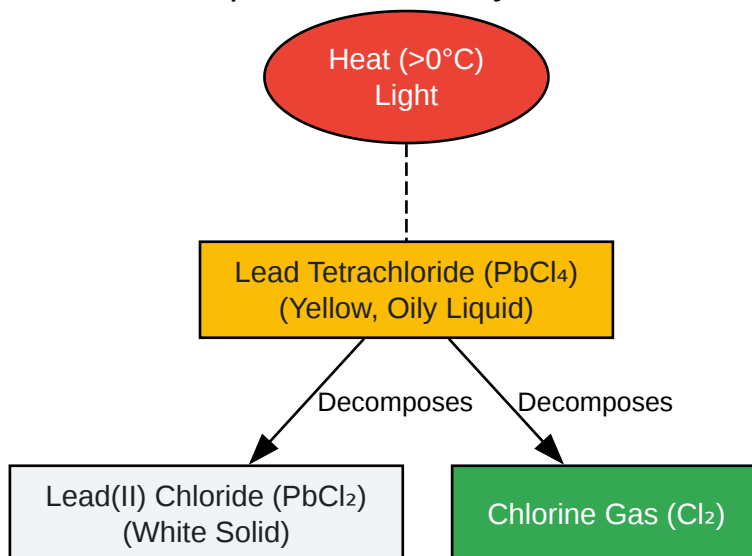 Heat (>0°C)
Light
Lead Tetrachloride (PbCl₄)
(Yellow, Oily Liquid)
Decomposes
Decomposes
Lead(II) Chloride (PbCl₂)
(White Solid)
Chlorine Gas (Cl₂)